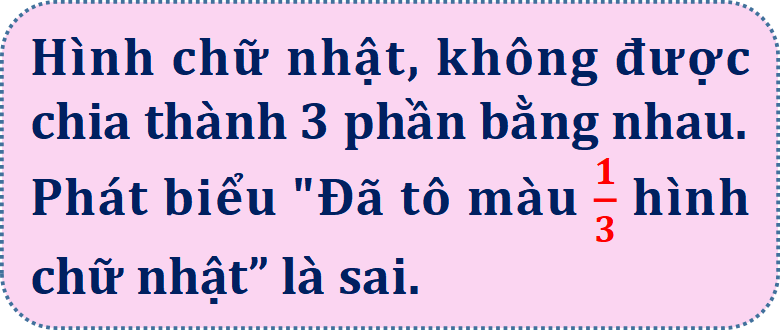 Hình chữ nhật, không được
chia thành 3 phần bằng nhau.
Phát biểu "Đã tô màu 1/3 hình
chữ nhật” là sai.